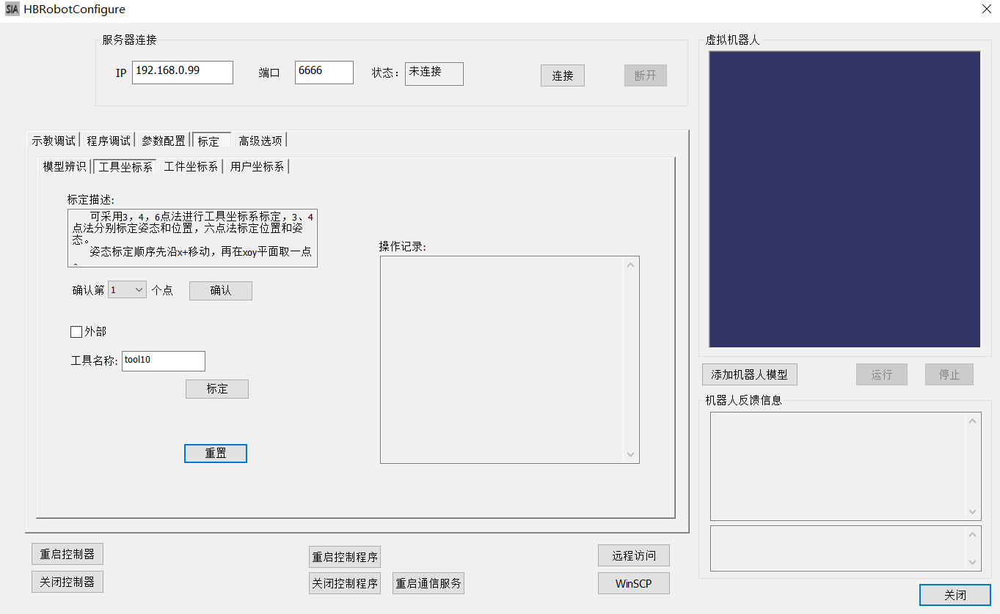 SIA HBRobotConfigure
服务器连接
IP 192.168.0.99 端口 6666 状态： 未连接 连接 断开
虚拟机器人
示教调试 程序调试 参数配置 标定 高级选项
模型辨识 工具坐标系 工件坐标系 用户坐标系
标定描述:
可采用3，4，6点法进行工具坐标系标定，3、4
点法分别标定姿态和位置，六点法标定位置和姿
态。
姿态标定顺序先沿x+移动，再在xoy平面取一点
。
确认第 1 个点 确认
外部
工具名称: tool10
标定
重置
操作记录:
添加机器人模型 运行 停止
机器人反馈信息
重启控制器 重启控制程序 远程访问
关闭控制器 关闭控制程序 重启通信服务 WinSCP
关闭